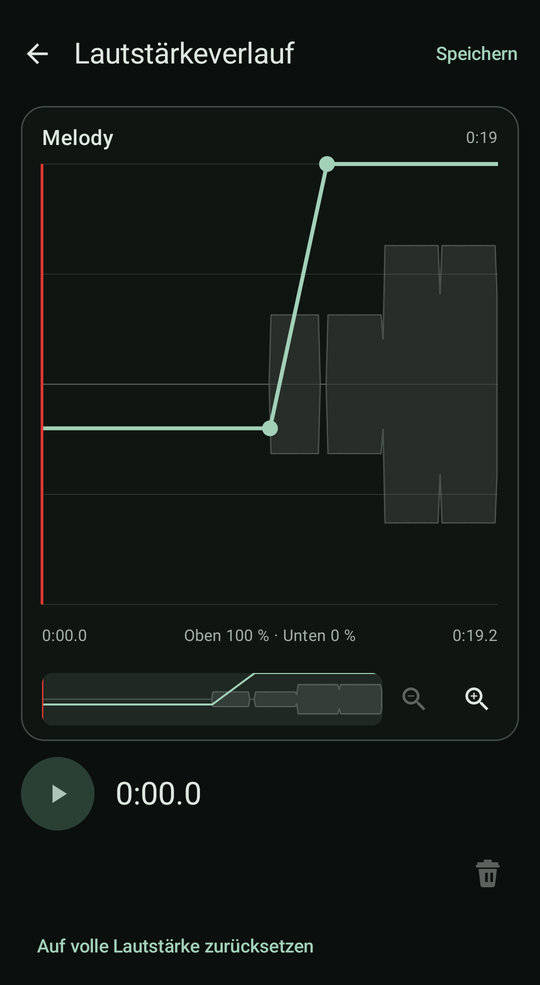 Lautstärkeverlauf
Speichern
Melody
0:19
0:00.0
Oben 100 % · Unten 0 %
0:19.2
0:00.0
Auf volle Lautstärke zurücksetzen